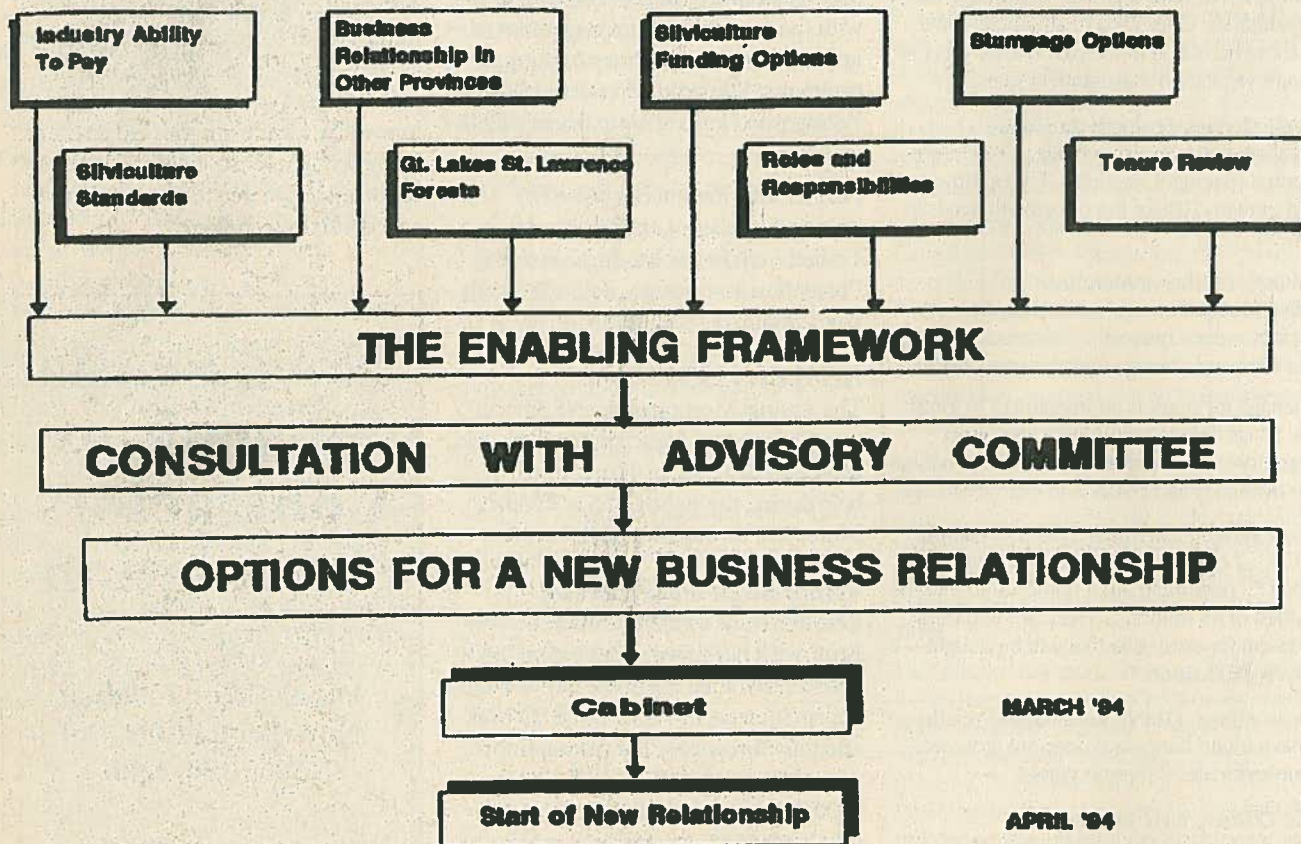 Industry Ability
To Pay
Business
Relationship in
Other Provinces
Silviculture
Funding Options
Stumpage Options
Silviculture
Standards
Gt. Lakes St. Lawrence
Forests
Roles and
Responsibilities
Tenure Review
THE ENABLING FRAMEWORK
CONSULTATION WITH ADVISORY COMMITTEE
OPTIONS FOR A NEW BUSINESS RELATIONSHIP
Cabinet
MARCH '94
Start of New Relationship
APRIL '94